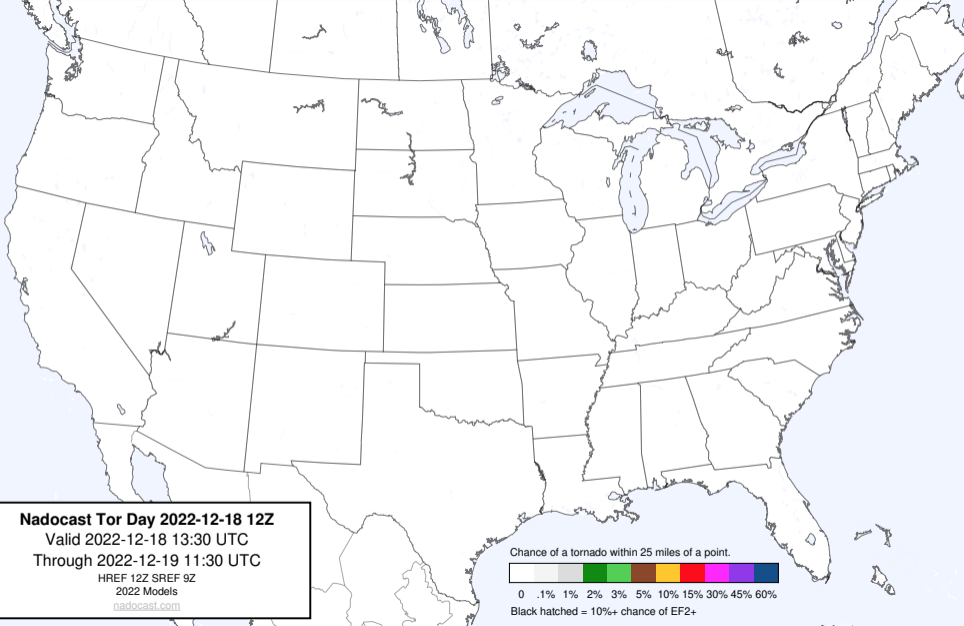 Nadocast Tor Day 2022-12-18 12Z
Valid 2022-12-18 13:30 UTC
Through 2022-12-19 11:30 UTC
HREF 12Z SREF 9Z
2022 Models
nadocast.com
Chance of a tornado within 25 miles of a point.
0 .1% 1% 2% 3% 5% 10% 15% 30% 45% 60%
Black hatched = 10%+ chance of EF2+